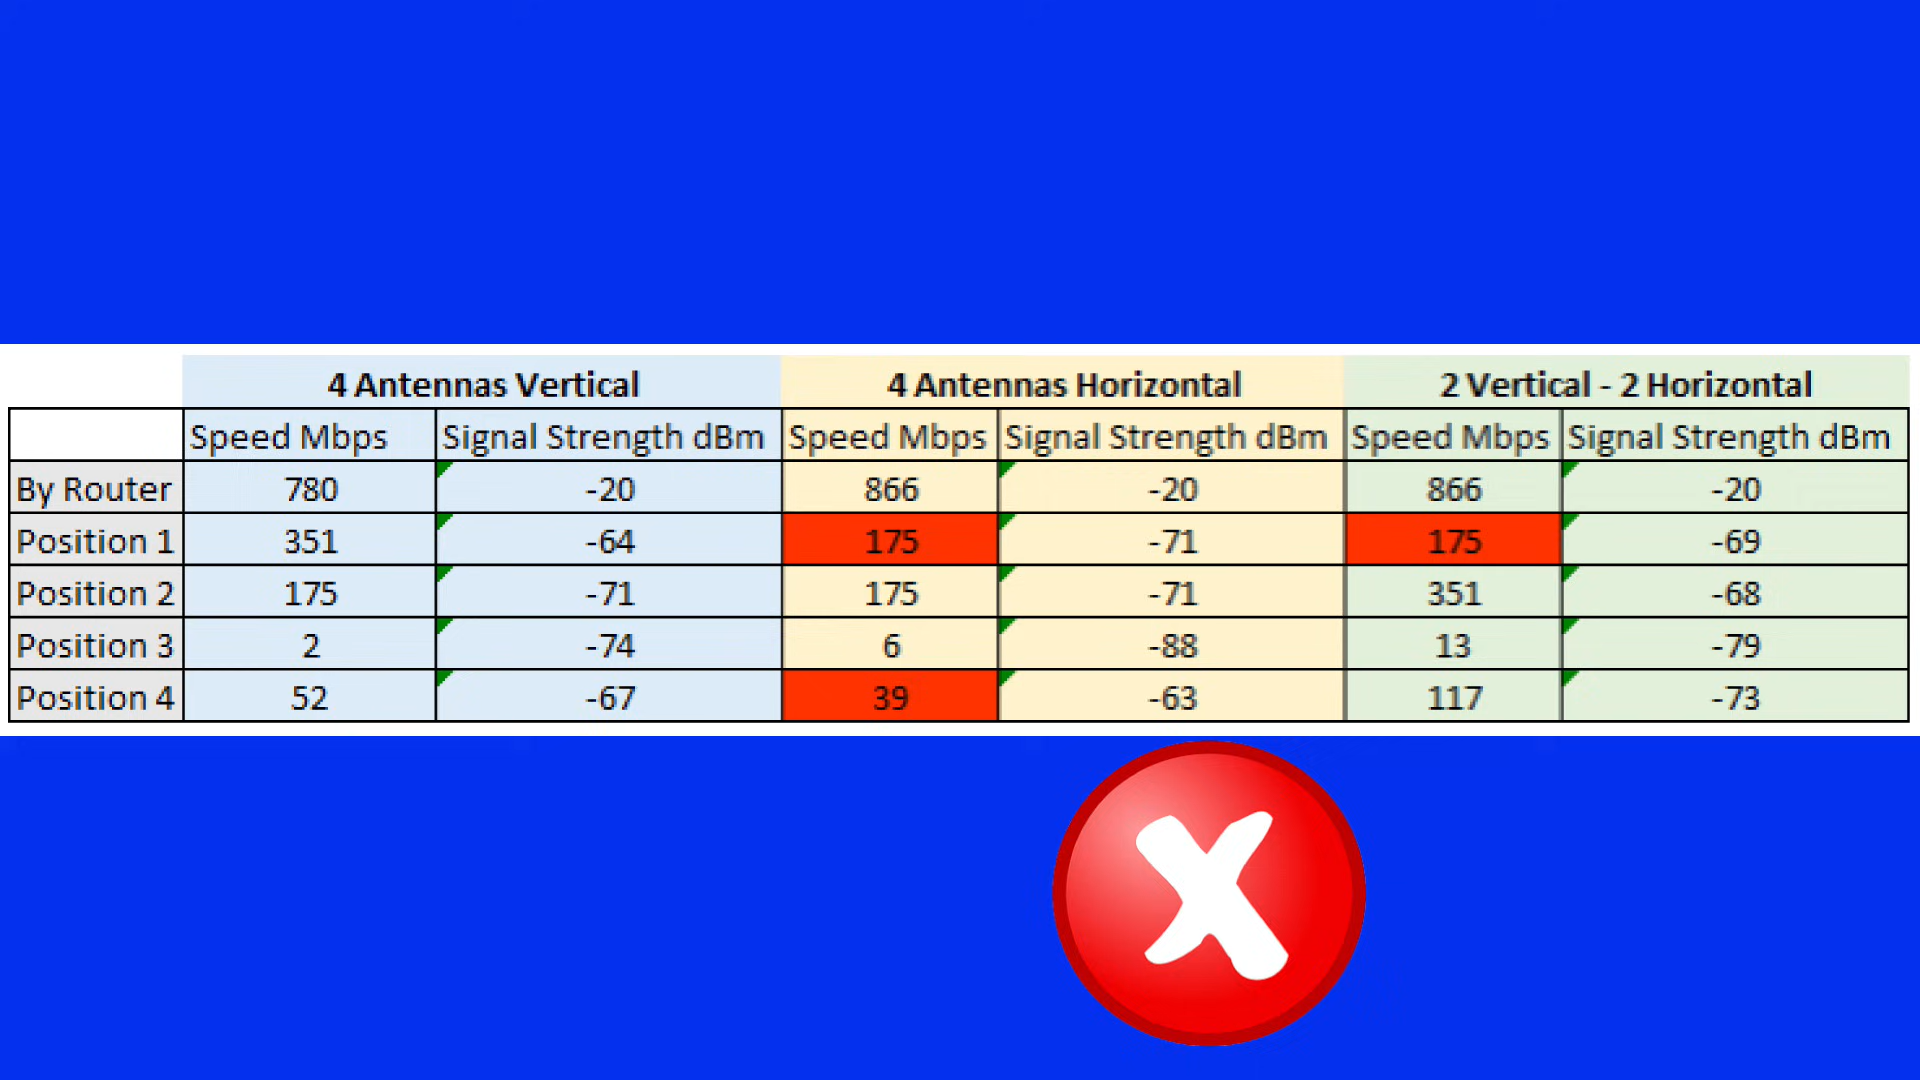 4 Antennas Vertical 4 Antennas Horizontal 2 Vertical - 2 Horizontal
Speed Mbps Signal Strength dBm Speed Mbps Signal Strength dBm Speed Mbps Signal Strength dBm
By Router 780 -20 866 -20 866 -20
Position 1 351 -64 175 -71 175 -69
Position 2 175 -71 175 -71 351 -68
Position 3 2 -74 6 -88 13 -79
Position 4 52 -67 39 -63 117 -73